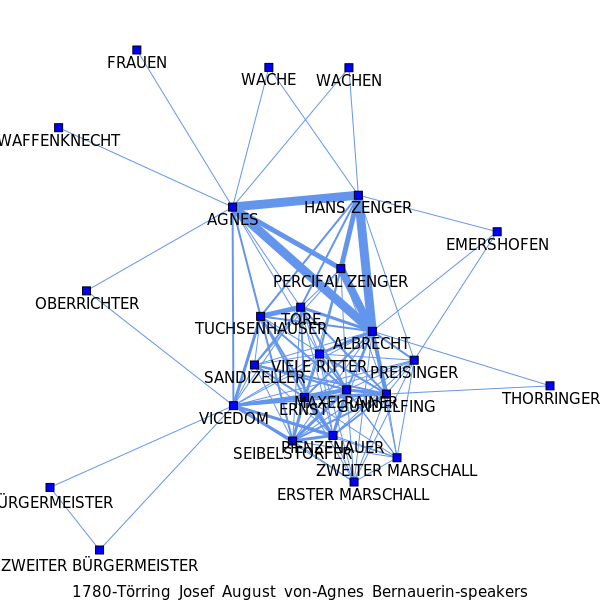 FRAUEN
WACHE
WACHEN
WAFFENKNECHT
HANS ZENGER
AGNES
EMERSHOFEN
PERCIFAL ZENGER
OBERRICHTER
TÖRE
TUCHSENHAUSER
ALBRECHT
VIELE RITTER
PREISINGER
SANDIZELLER
THORRINGER
MAXELRAINER
GUNDELFING
ERNST
VICEDOM
PIENZENAUER
SEIBELSTORFER
ZWEITER MARSCHALL
ERSTER MARSCHALL
ÜRGERMEISTER
ZWEITER BÜRGERMEISTER
1780-Törring Josef August von-Agnes Bernauerin-speakers